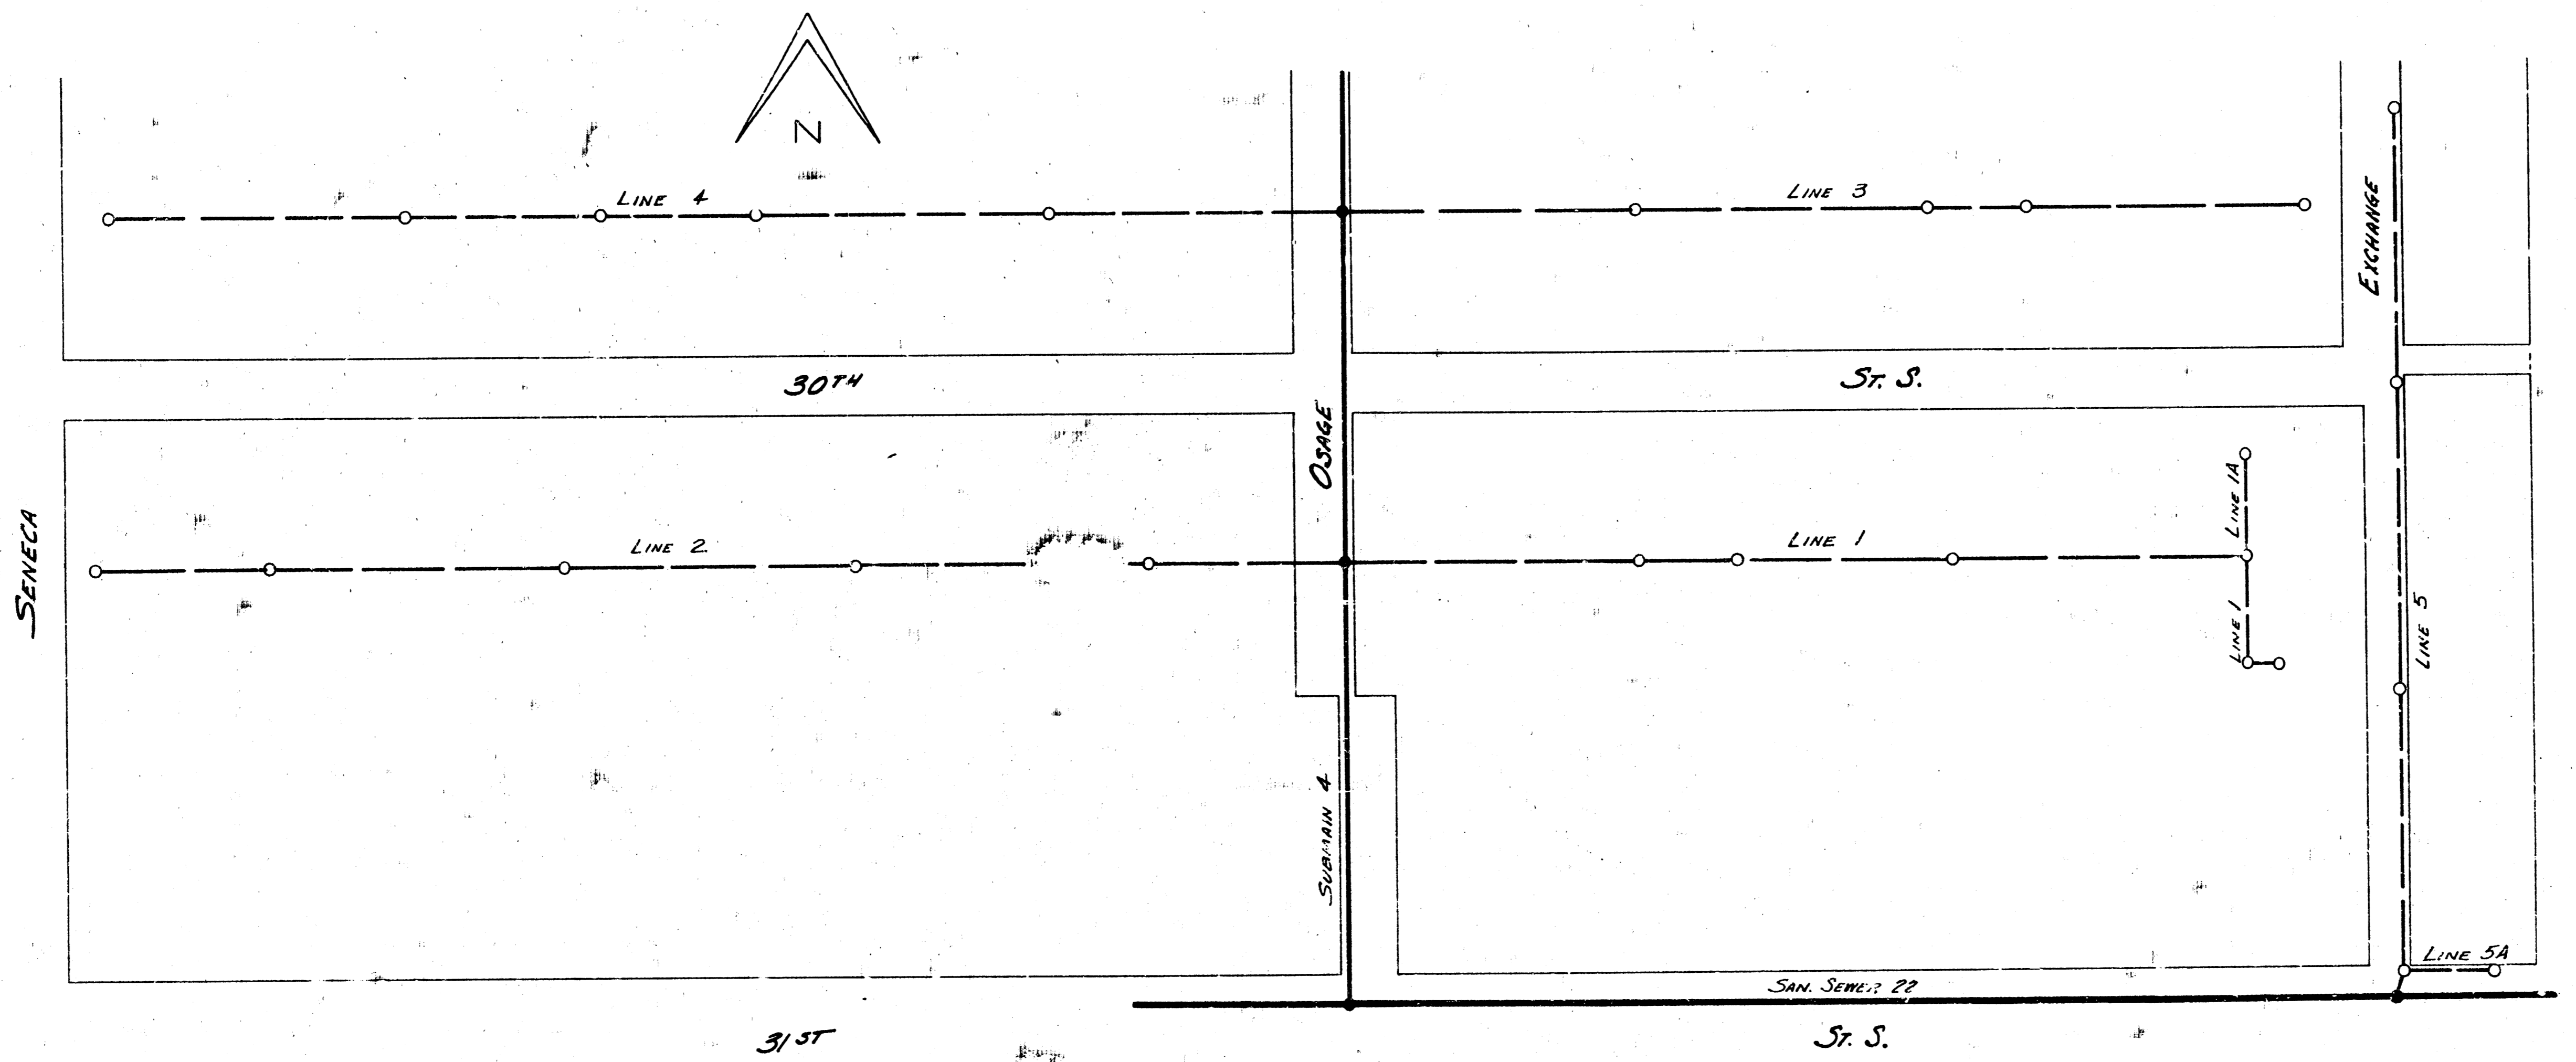 N
LINE 4
LINE 3
EXCHANGE
30TH
ST. S.
OSAGE
SENECA
LINE 2
LINE 1
LINE 1A
LINE 1
LINE 5
SUBMAIN 4
LINE 5A
SAN. SEWER 22
31ST
ST. S.